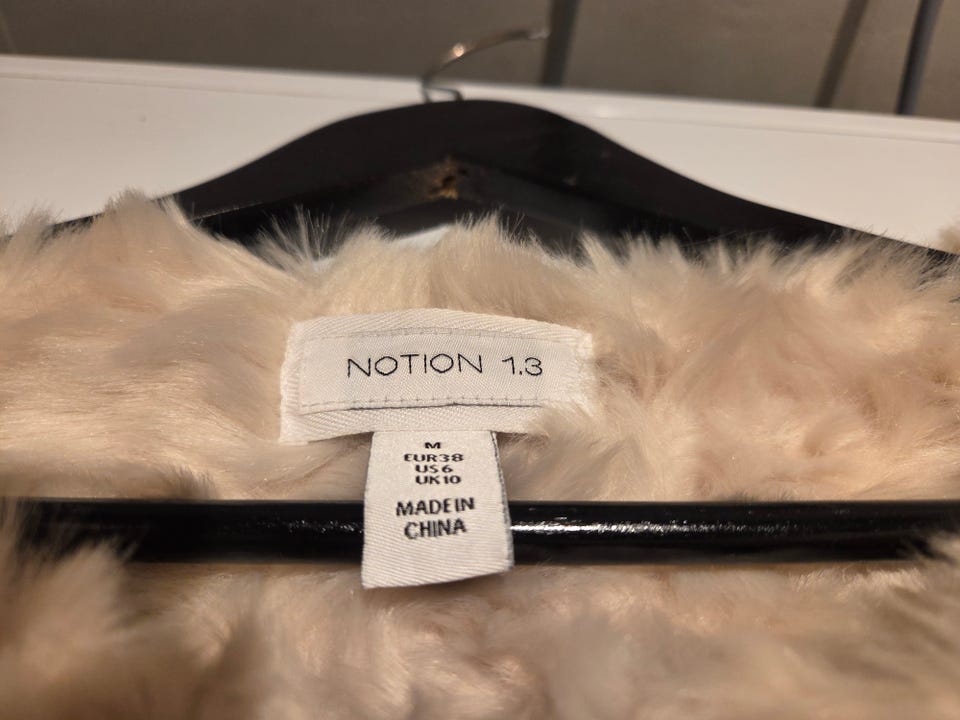 NOTION 1.3
M
EUR38
US6
UK10
MADE IN
CHINA